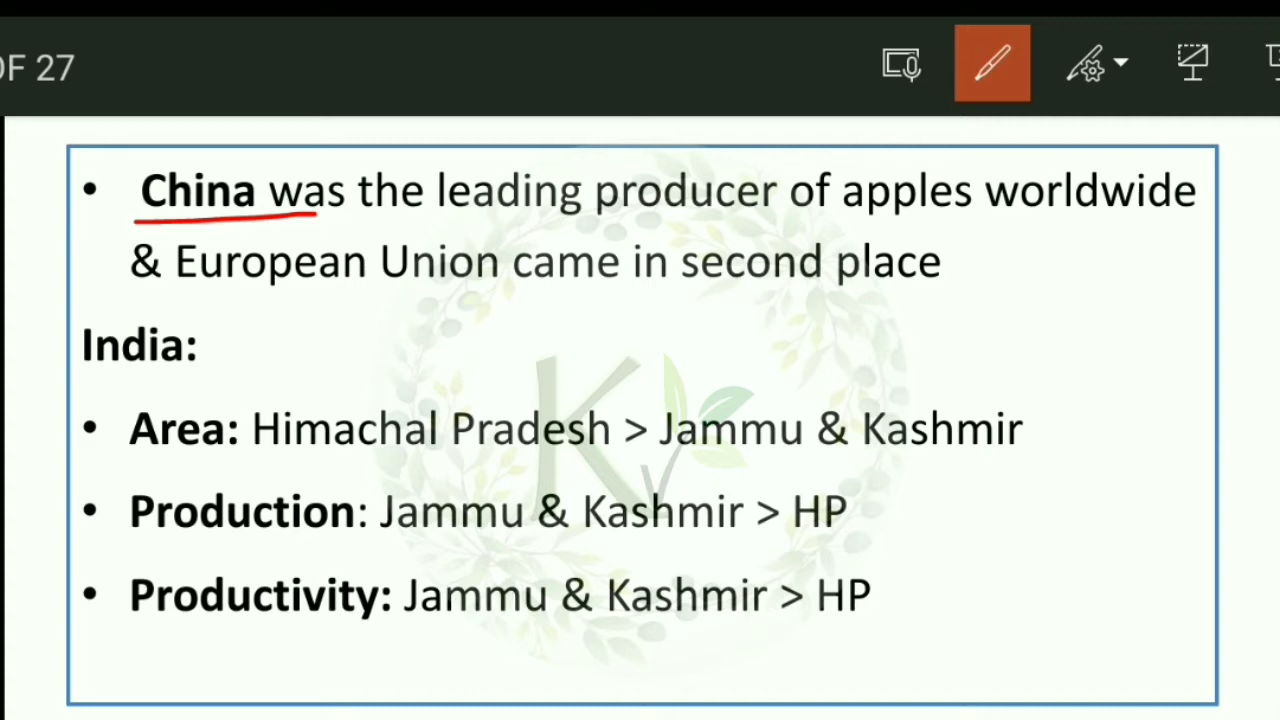 OF 27
• China was the leading producer of apples worldwide
& European Union came in second place
India:
• Area: Himachal Pradesh > Jammu & Kashmir
• Production: Jammu & Kashmir > HP
• Productivity: Jammu & Kashmir > HP
KV